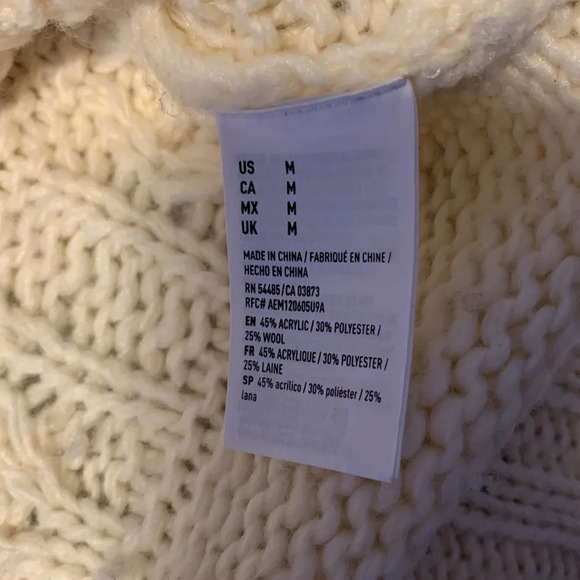 US M
CA M
MX M
UK M
MADE IN CHINA / FABRIQUÉ EN CHINE /
HECHO EN CHINA
RN 54485/CA 03873
RFC# AEM120605U9A
EN 45% ACRYLIC / 30% POLYESTER /
25% WOOL
FR 45% ACRYLIQUE / 30% POLYESTER /
25% LAINE
SP 45% acrílico / 30% poliéster / 25%
lana